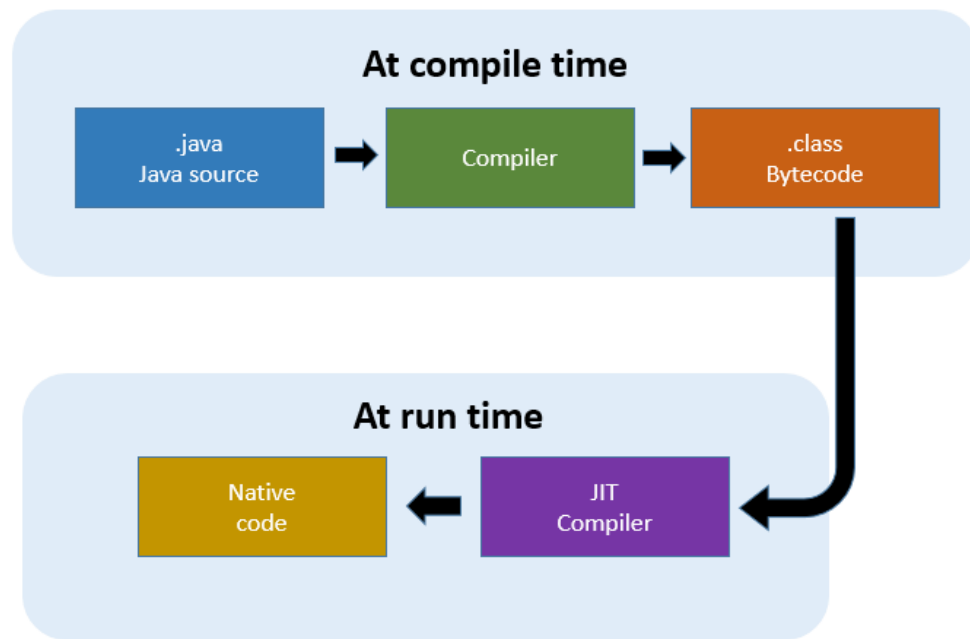 At compile time
.java
Java source
Compiler
.class
Bytecode
At run time
Native
code
JIT
Compiler